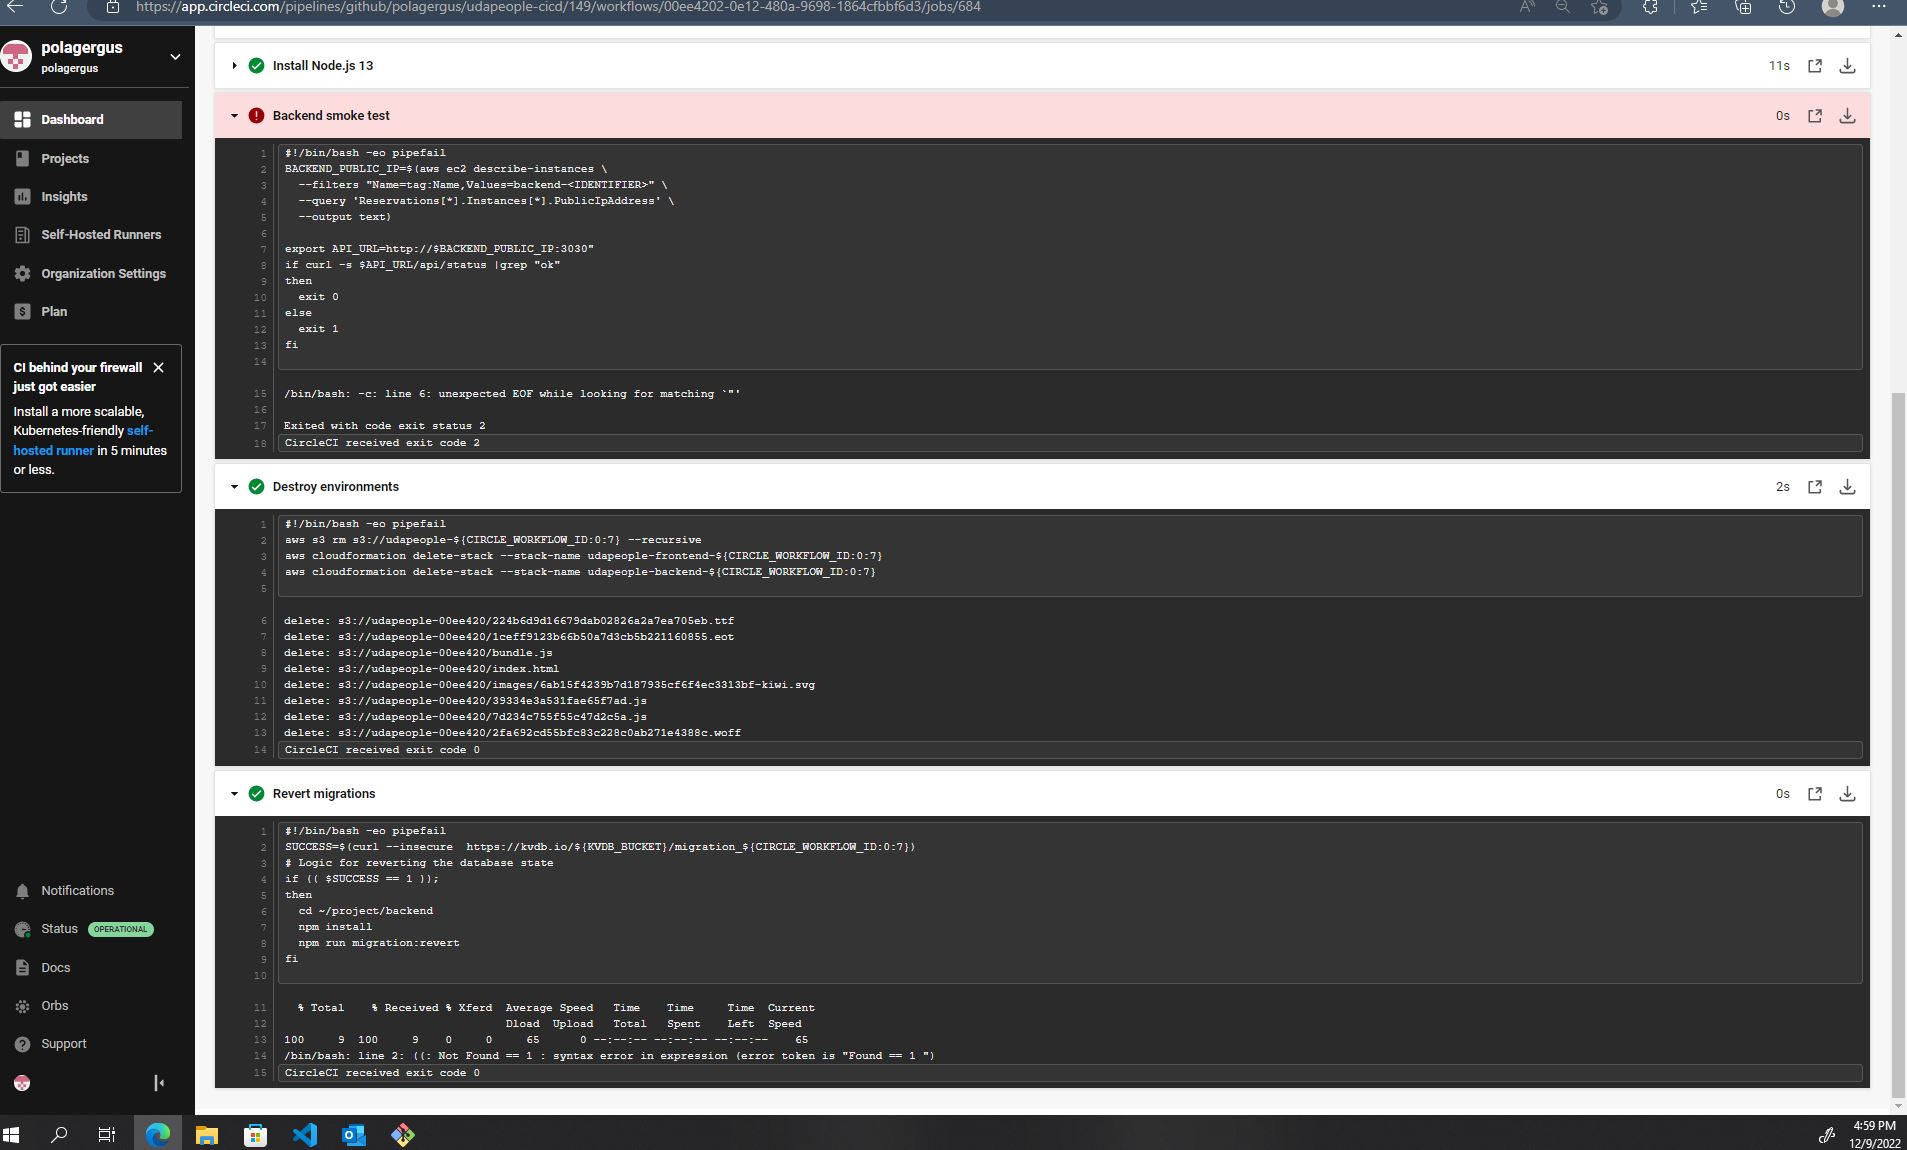 https://app.circleci.com/pipelines/github/polagergus/udapeople-cicd/149/workflows/00ee4202-0e12-480a-9698-1864cfbbf6d3/jobs/684
polagergus
polagergus
Dashboard
Projects
Insights
Self-Hosted Runners
Organization Settings
Plan
CI behind your firewall
just got easier
Install a more scalable,
Kubernetes-friendly self-
hosted runner in 5 minutes
or less.
Notifications
Status OPERATIONAL
Docs
Orbs
Support
Install Node.js 13 11s
Backend smoke test 0s
1 #!/bin/bash -eo pipefail
2 BACKEND_PUBLIC_IP=$(aws ec2 describe-instances \
3 --filters "Name=tag:Name,Values=backend-<IDENTIFIER>" \
4 --query 'Reservations[*].Instances[*].PublicIpAddress' \
5 --output text)
6
7 export API_URL=http://$BACKEND_PUBLIC_IP:3030"
8 if curl -s $API_URL/api/status |grep "ok"
9 then
10 exit 0
11 else
12 exit 1
13 fi
14
15 /bin/bash: -c: line 6: unexpected EOF while looking for matching `"'
16
17 Exited with code exit status 2
18 CircleCI received exit code 2
Destroy environments 2s
1 #!/bin/bash -eo pipefail
2 aws s3 rm s3://udapeople-${CIRCLE_WORKFLOW_ID:0:7} --recursive
3 aws cloudformation delete-stack --stack-name udapeople-frontend-${CIRCLE_WORKFLOW_ID:0:7}
4 aws cloudformation delete-stack --stack-name udapeople-backend-${CIRCLE_WORKFLOW_ID:0:7}
5
6 delete: s3://udapeople-00ee420/224b6d9d16679dab02826a2a7ea705eb.ttf
7 delete: s3://udapeople-00ee420/1ceff9123b66b50a7d3cb5b221160855.eot
8 delete: s3://udapeople-00ee420/bundle.js
9 delete: s3://udapeople-00ee420/index.html
10 delete: s3://udapeople-00ee420/images/6ab15f4239b7d187935cf6f4ec3313bf-kiwi.svg
11 delete: s3://udapeople-00ee420/39334e3a531fae65f7ad.js
12 delete: s3://udapeople-00ee420/7d234c755f55c47d2c5a.js
13 delete: s3://udapeople-00ee420/2fa692cd55bfc83c228c0ab271e4388c.woff
14 CircleCI received exit code 0
Revert migrations 0s
1 #!/bin/bash -eo pipefail
2 SUCCESS=$(curl --insecure  https://kvdb.io/${KVDB_BUCKET}/migration_${CIRCLE_WORKFLOW_ID:0:7})
3 # Logic for reverting the database state
4 if (( $SUCCESS == 1 ));
5 then
6 cd ~/project/backend
7 npm install
8 npm run migration:revert
9 fi
10
11 % Total % Received % Xferd Average Speed Time Time Time Current
12 Dload Upload Total Spent Left Speed
13 100 9 100 9 0 0 65 0 --:--:-- --:--:-- --:--:-- 65
14 /bin/bash: line 2: ((: Not Found == 1 : syntax error in expression (error token is "Found == 1 ")
15 CircleCI received exit code 0
4:59 PM
12/9/2022